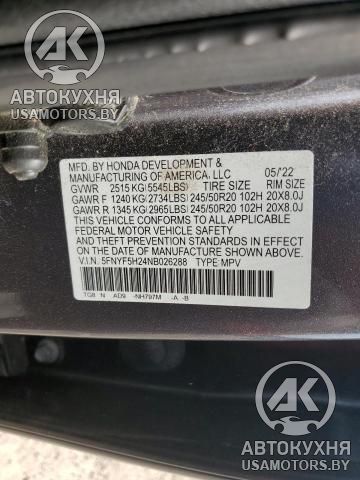 АК
АВТОКУХНЯ
USAMOTORS.BY
MFD. BY HONDA DEVELOPMENT &
MANUFACTURING OF AMERICA, LLC 05/'22
GVWR 2515 KG(5545LBS) TIRE SIZE RIM SIZE
GAWR F 1240 KG(2734LBS) 245/50R20 102H 20X8.0J
GAWR R 1345 KG(2965LBS) 245/50R20 102H 20X8.0J
THIS VEHICLE CONFORMS TO ALL APPLICABLE
FEDERAL MOTOR VEHICLE SAFETY
STANDARDS IN EFFECT ON THE
DATE OF MANUFACTURE SHOWN ABOVE.
V.I.N. 5FNYF5H24NB026288 TYPE MPV
TG8 N AD9 -NH797M -A -B
АК
АВТОКУХНЯ
USAMOTORS.BY